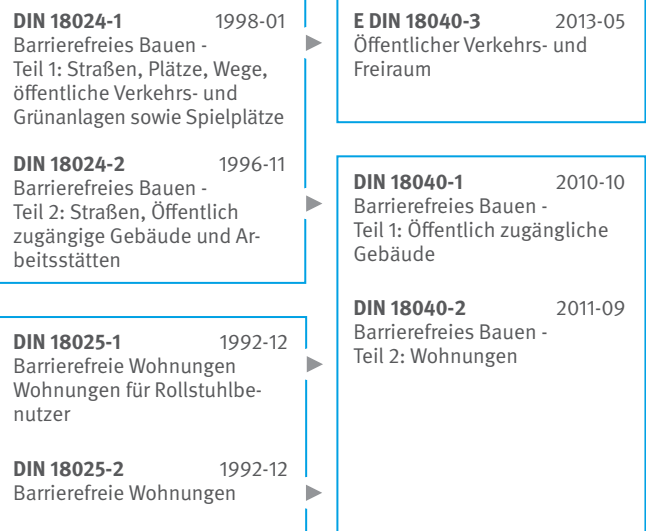 DIN 18024-1 1998-01
Barrierefreies Bauen -
Teil 1: Straßen, Plätze, Wege,
öffentliche Verkehrs- und
Grünanlagen sowie Spielplätze
DIN 18024-2 1996-11
Barrierefreies Bauen -
Teil 2: Straßen, Öffentlich
zugängige Gebäude und Ar-
beitsstätten
DIN 18025-1 1992-12
Barrierefreie Wohnungen
Wohnungen für Rollstuhlbe-
nutzer
DIN 18025-2 1992-12
Barrierefreie Wohnungen
E DIN 18040-3 2013-05
Öffentlicher Verkehrs- und
Freiraum
DIN 18040-1 2010-10
Barrierefreies Bauen -
Teil 1: Öffentlich zugängliche
Gebäude
DIN 18040-2 2011-09
Barrierefreies Bauen -
Teil 2: Wohnungen